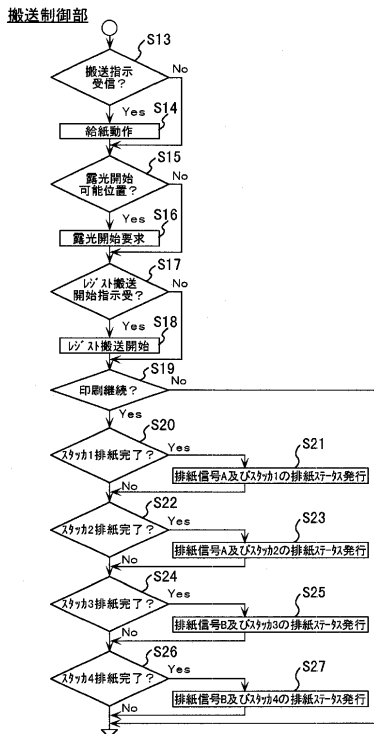 搬送制御部
S13
搬送指示
受信?
No
Yes
S14
給紙動作
S15
露光開始
可能位置?
No
Yes
S16
露光開始要求
S17
ﾚｼﾞｽﾄ搬送
開始指示受?
No
Yes
S18
ﾚｼﾞｽﾄ搬送開始
S19
印刷継続?
No
Yes
S20
ｽﾀｯｶ1排紙完了?
Yes
S21
排紙信号A及びｽﾀｯｶ1の排紙ｽﾃｰﾀｽ発行
No
S22
ｽﾀｯｶ2排紙完了?
Yes
S23
排紙信号A及びｽﾀｯｶ2の排紙ｽﾃｰﾀｽ発行
No
S24
ｽﾀｯｶ3排紙完了?
Yes
S25
排紙信号B及びｽﾀｯｶ3の排紙ｽﾃｰﾀｽ発行
No
S26
ｽﾀｯｶ4排紙完了?
Yes
S27
排紙信号B及びｽﾀｯｶ4の排紙ｽﾃｰﾀｽ発行
No